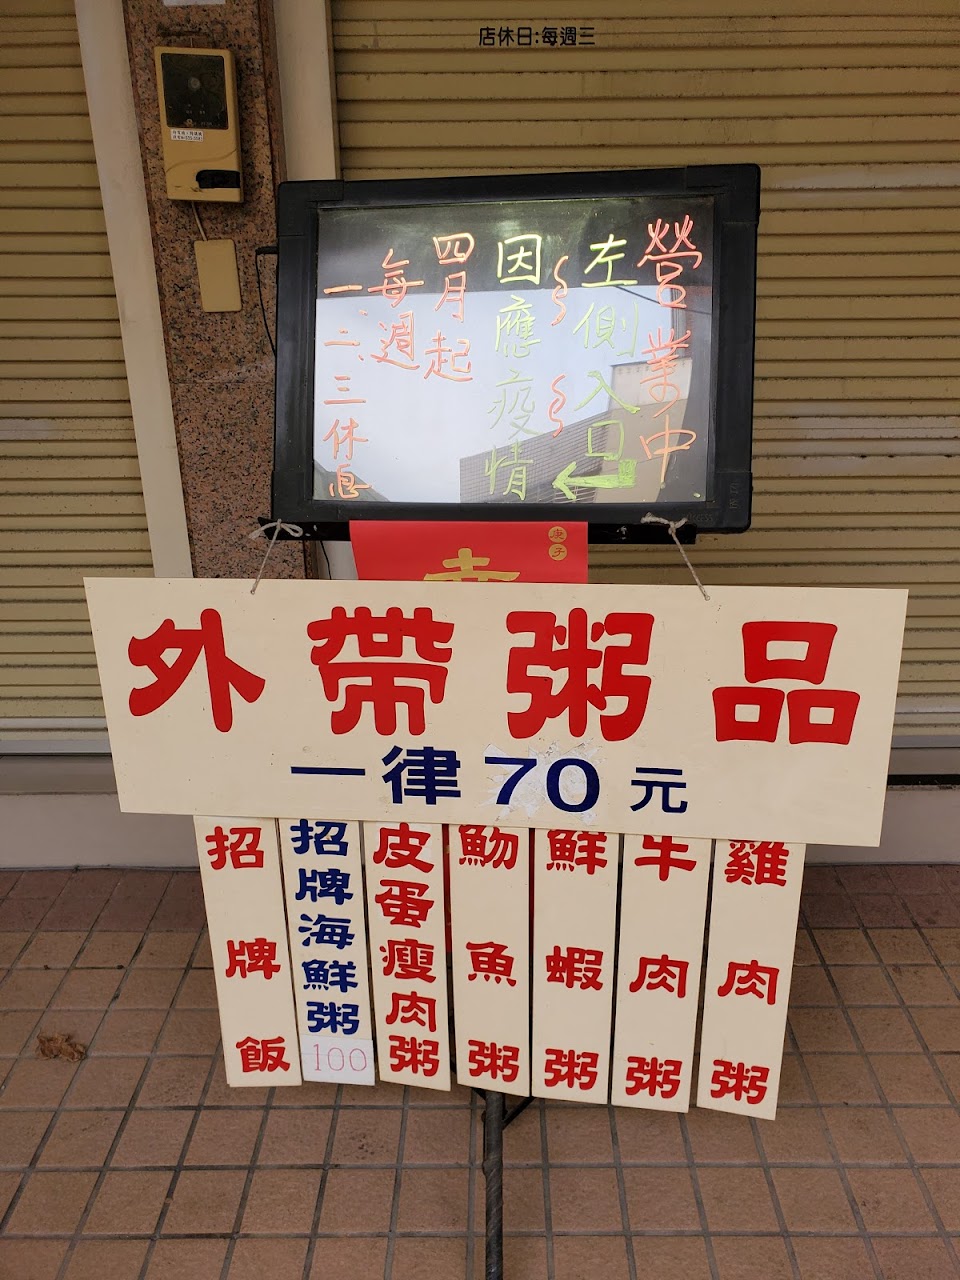 店休日:每週三
營業中
左側入口
因應疫情
四月起
每週
一、二、三休息
庚子
外帶粥品
一律70元
招牌飯
招牌海鮮粥
100
皮蛋瘦肉粥
魩魚粥
鮮蝦粥
牛肉粥
雞肉粥